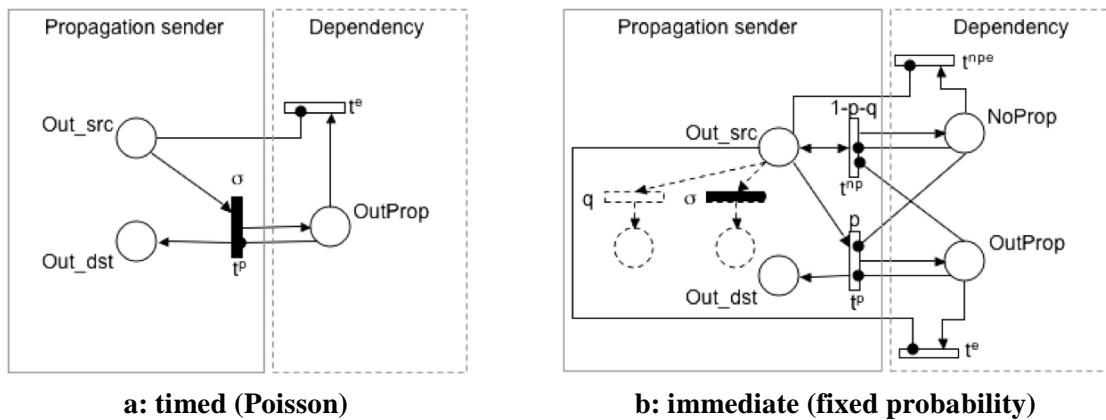 Propagation sender
Dependency
t^e
Out_src
σ
OutProp
Out_dst
t^p
a: timed (Poisson)
Propagation sender
Dependency
t^npe
1-p-q
NoProp
Out_src
t^np
q
σ
p
OutProp
Out_dst
t^p
t^e
b: immediate (fixed probability)